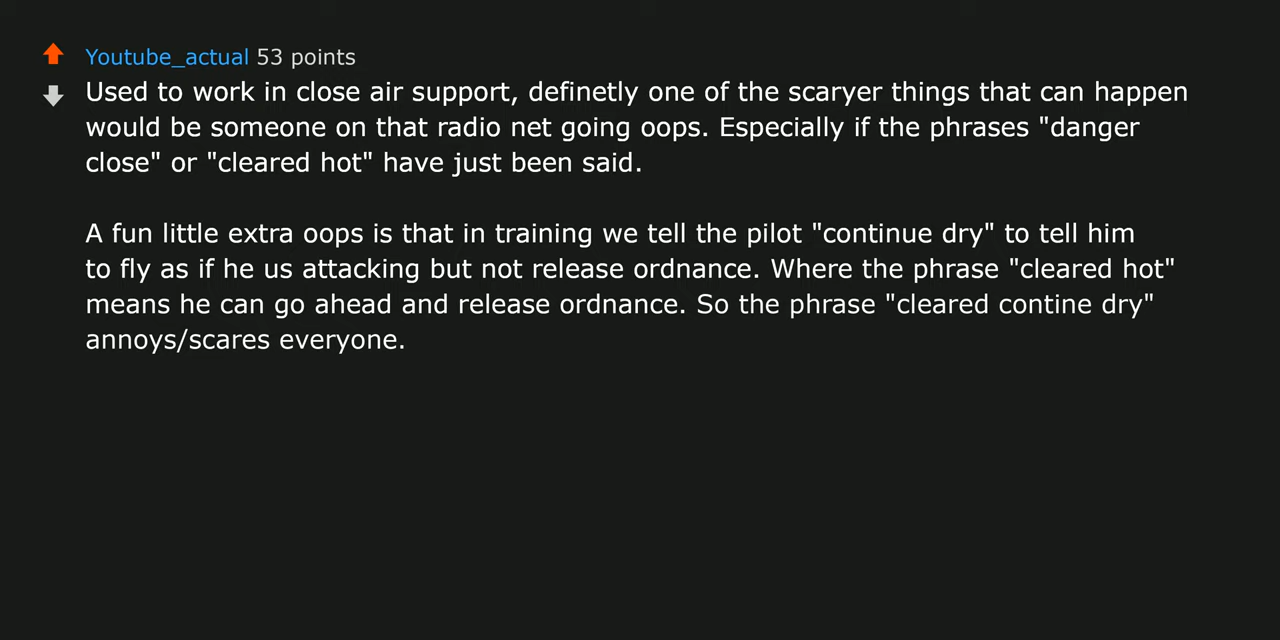 Youtube_actual 53 points
Used to work in close air support, definetly one of the scaryer things that can happen
would be someone on that radio net going oops. Especially if the phrases "danger
close" or "cleared hot" have just been said.
A fun little extra oops is that in training we tell the pilot "continue dry" to tell him
to fly as if he us attacking but not release ordnance. Where the phrase "cleared hot"
means he can go ahead and release ordnance. So the phrase "cleared contine dry"
annoys/scares everyone.